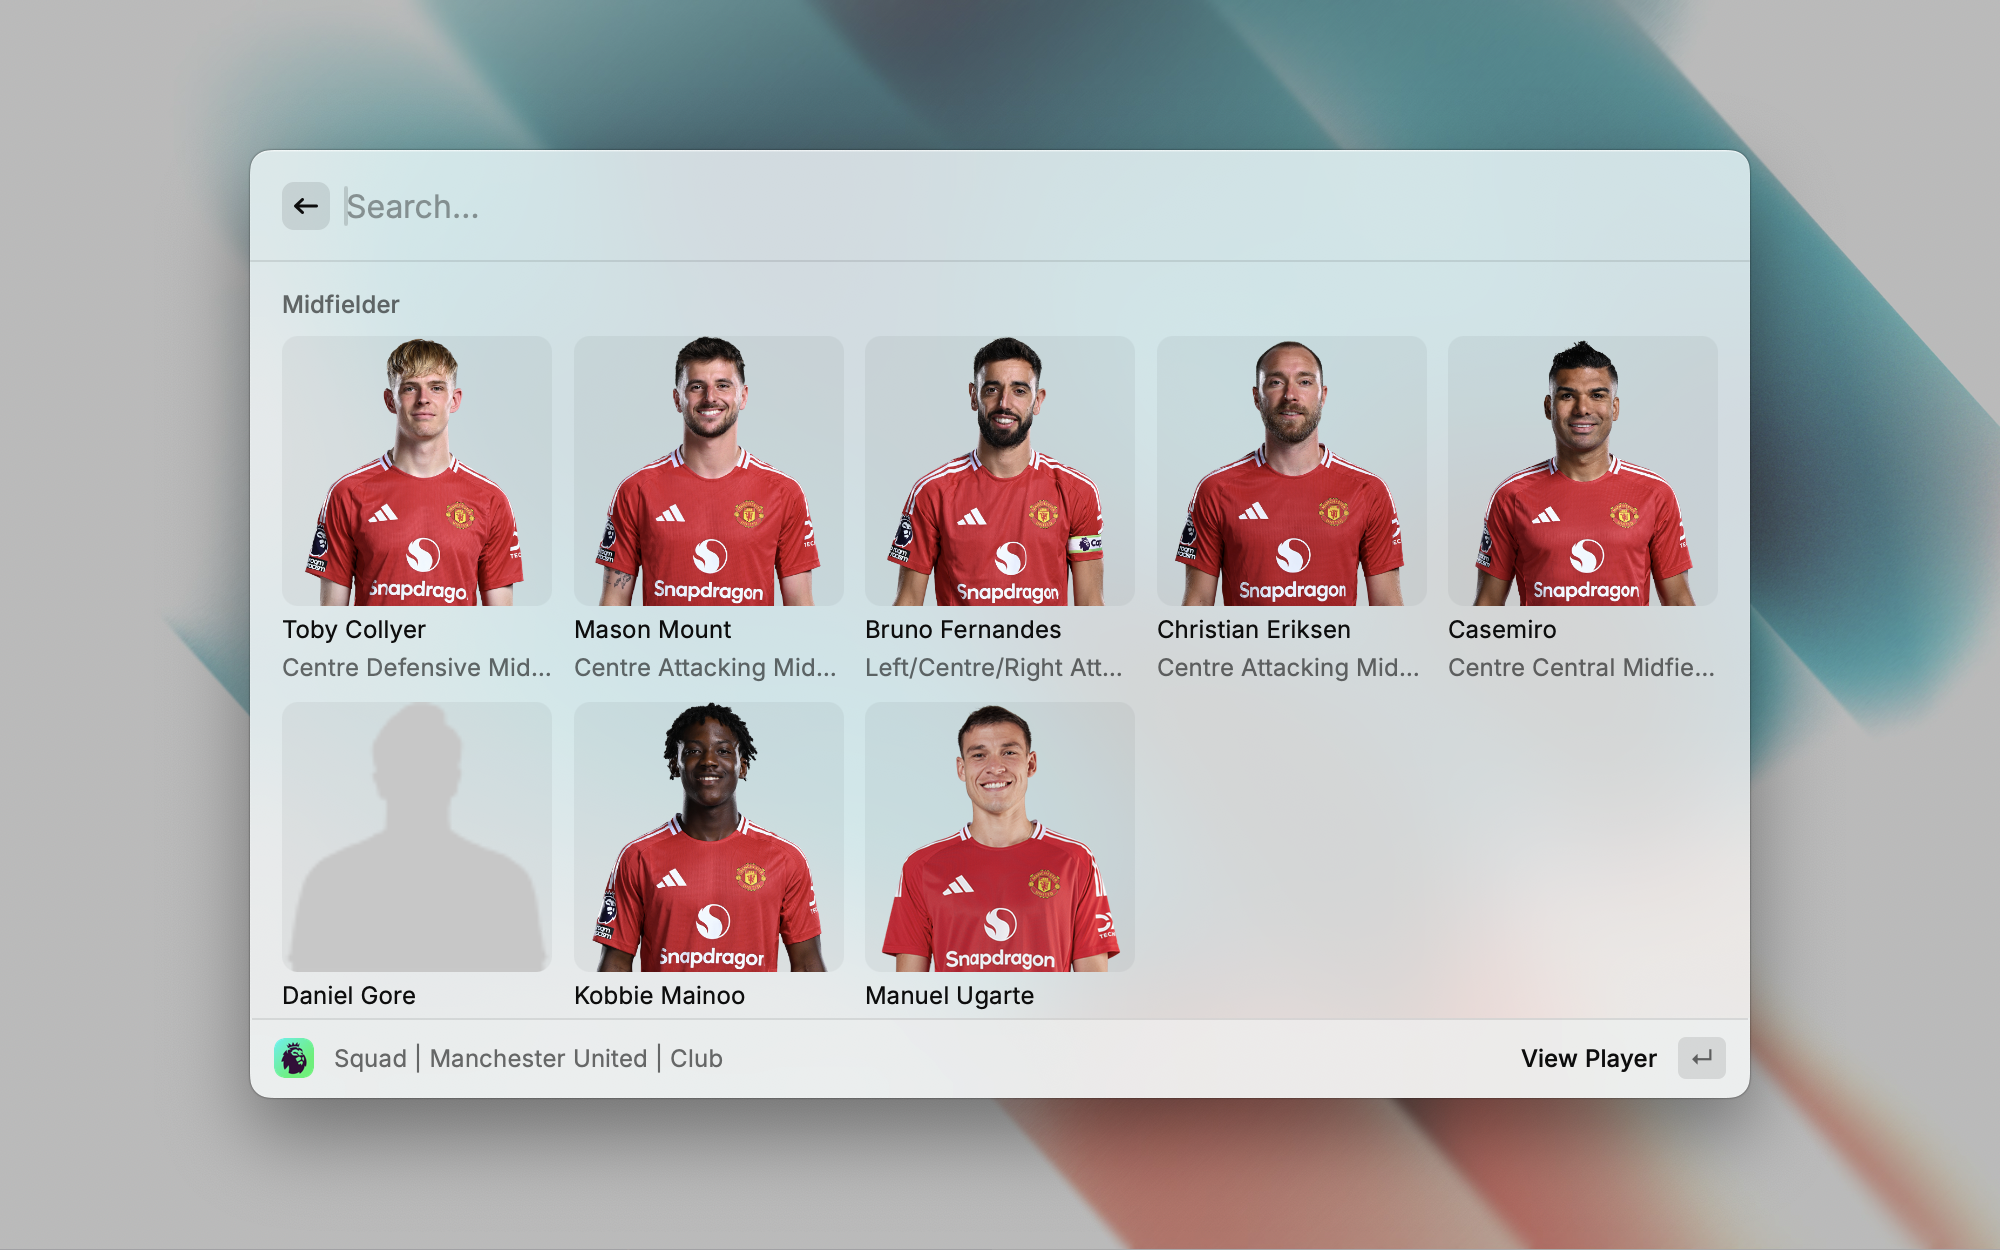 Search...
Midfielder
Snapdrago
Snapdragon
Snapdragon
Snapdragon
Snapdragon
Toby Collyer
Mason Mount
Bruno Fernandes
Christian Eriksen
Casemiro
Centre Defensive Mid...
Centre Attacking Mid...
Left/Centre/Right Att...
Centre Attacking Mid...
Centre Central Midfie...
Snapdragon
Snapdragon
Daniel Gore
Kobbie Mainoo
Manuel Ugarte
Squad | Manchester United | Club
View Player